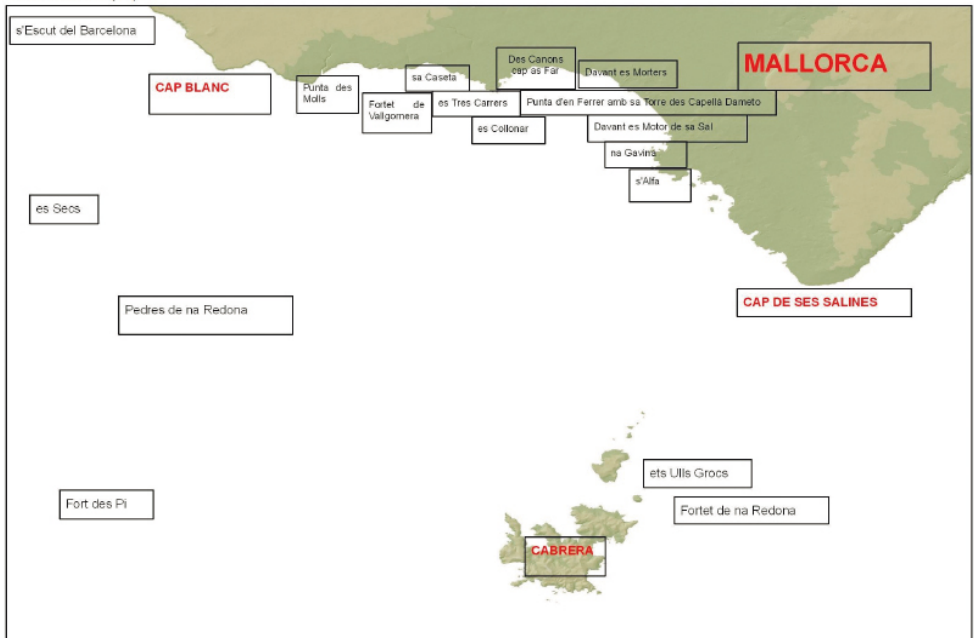 s'Escut del Barcelona
MALLORCA
Des Canons
cap as Far
Davant es Morters
sa Caseta
CAP BLANC
Punta des
Molls
Fortet de
Vallgornera
es Tres Carrers
Punta d'en Ferrer amb sa Torre des Capellà Dameto
es Collonar
Davant es Motor de sa Sal
na Gavina
s'Alfa
es Secs
Pedres de na Redona
CAP DE SES SALINES
ets Ulls Grocs
Fort des Pi
Fortet de na Redona
CABRERA